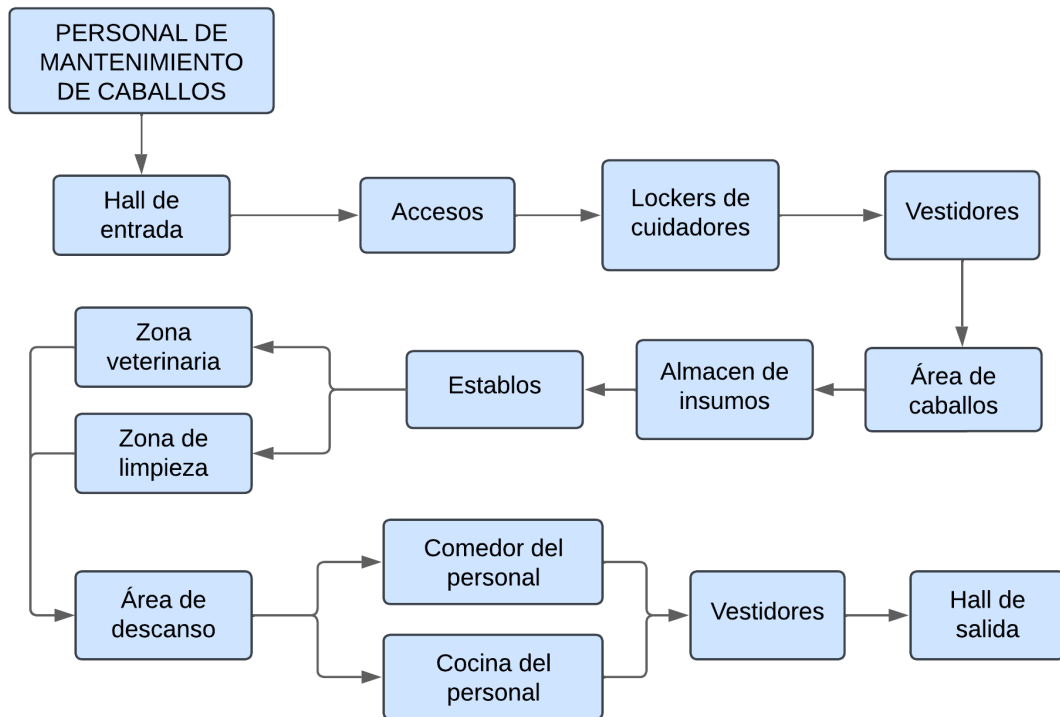 PERSONAL DE
MANTENIMIENTO
DE CABALLOS
Hall de
entrada
Accesos
Lockers de
cuidadores
Vestidores
Área de
caballos
Almacen de
insumos
Establos
Zona
veterinaria
Zona de
limpieza
Área de
descanso
Comedor del
personal
Cocina del
personal
Vestidores
Hall de
salida